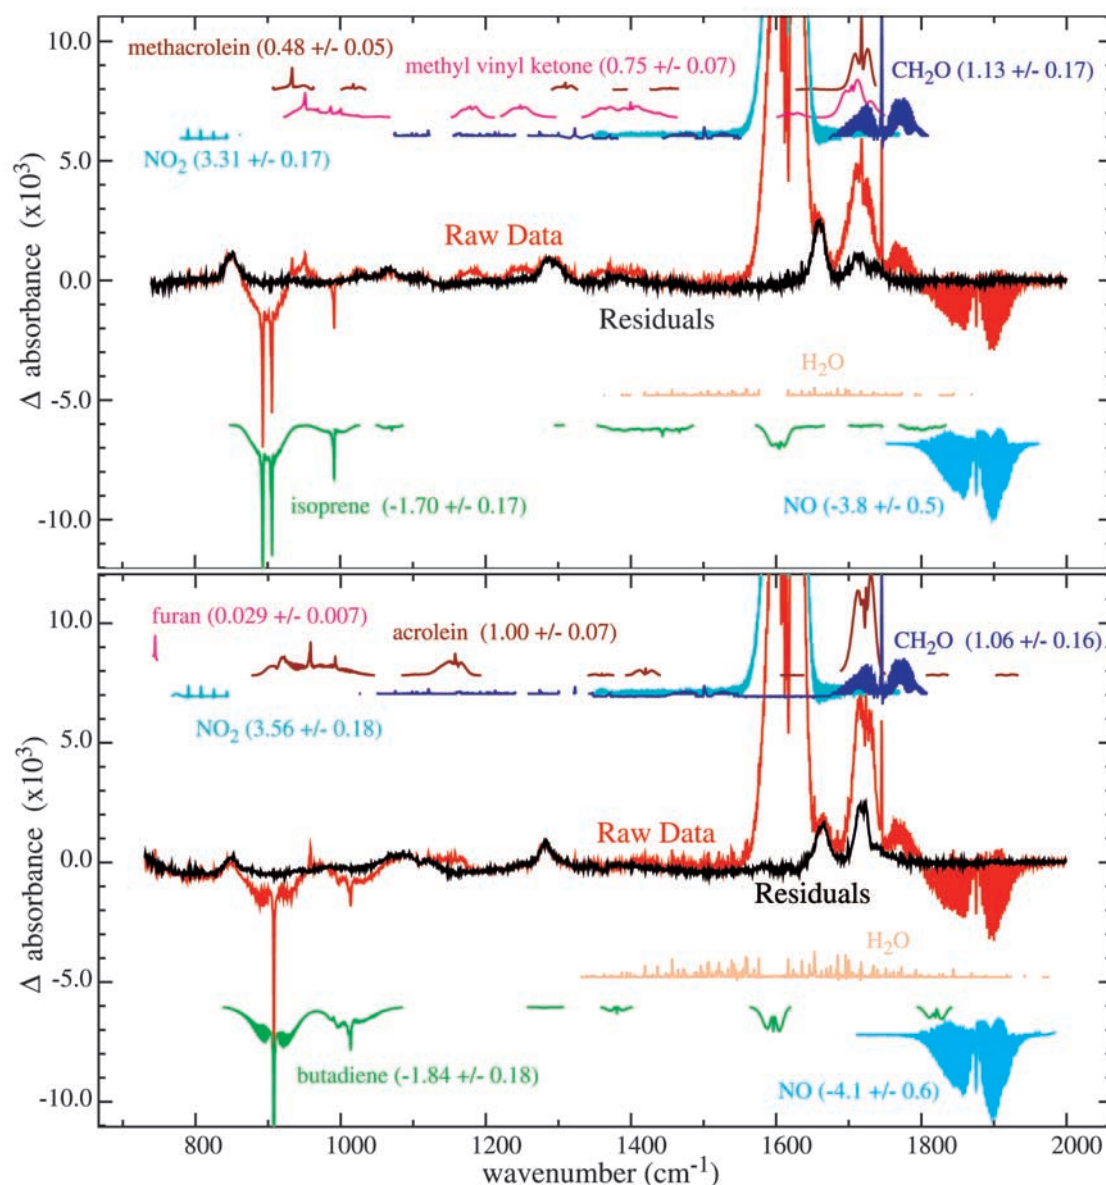 10.0
methacrolein (0.48 +/- 0.05)
methyl vinyl ketone (0.75 +/- 0.07)
CH₂O (1.13 +/- 0.17)
NO₂ (3.31 +/- 0.17)
5.0
Δ absorbance (x10³)
Raw Data
0.0
Residuals
H₂O
-5.0
isoprene (-1.70 +/- 0.17)
NO (-3.8 +/- 0.5)
-10.0
furan (0.029 +/- 0.007)
10.0
acrolein (1.00 +/- 0.07)
CH₂O (1.06 +/- 0.16)
NO₂ (3.56 +/- 0.18)
5.0
Δ absorbance (x10³)
Raw Data
0.0
Residuals
H₂O
-5.0
butadiene (-1.84 +/- 0.18)
NO (-4.1 +/- 0.6)
-10.0
800 1000 1200 1400 1600 1800 2000
wavenumber (cm⁻¹)